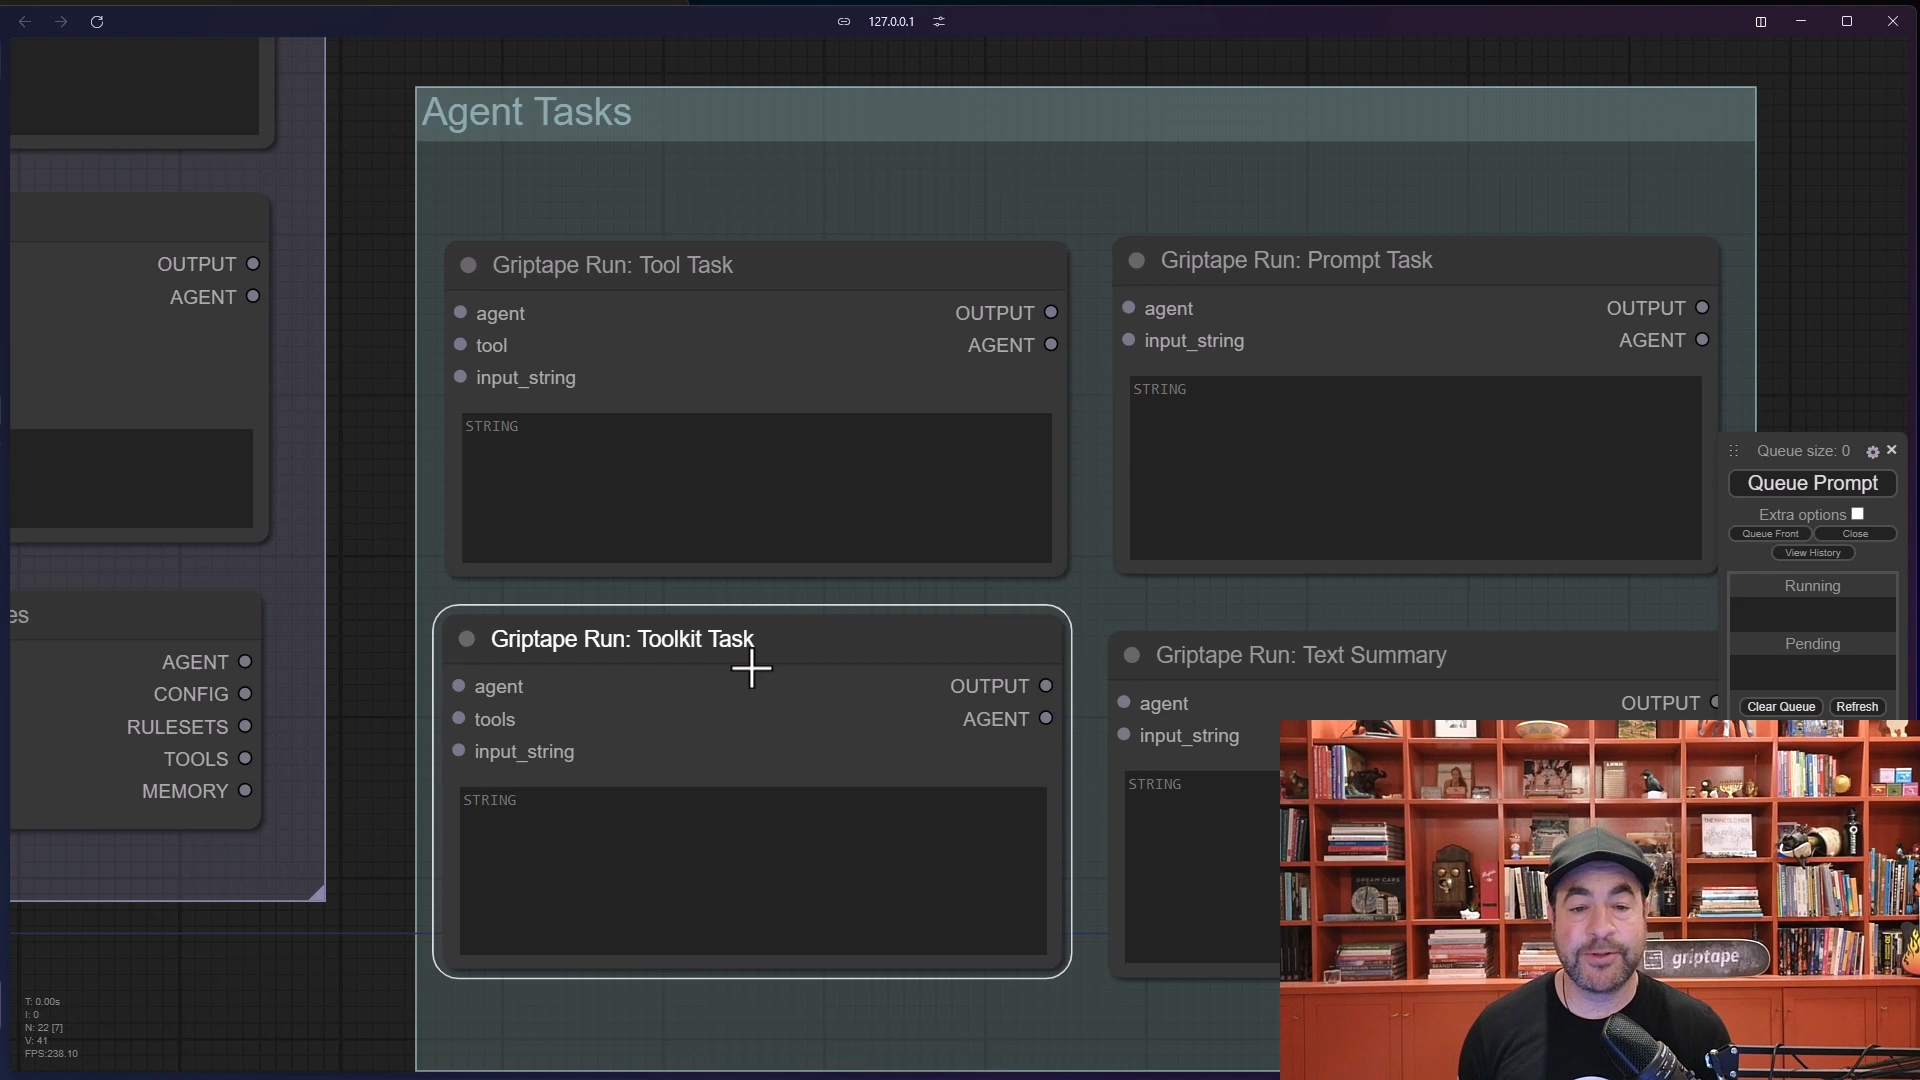 127.0.0.1
Agent Tasks
OUTPUT
AGENT
es
AGENT
CONFIG
RULESETS
TOOLS
MEMORY
Griptape Run: Tool Task
agent
tool
input_string
OUTPUT
AGENT
STRING
Griptape Run: Prompt Task
agent
input_string
OUTPUT
AGENT
STRING
Griptape Run: Toolkit Task
agent
tools
input_string
OUTPUT
AGENT
STRING
Griptape Run: Text Summary
agent
input_string
OUTPUT
STRING
Queue size: 0
Queue Prompt
Extra options
Queue Front
Close
View History
Running
Pending
Clear Queue
Refresh
T: 0.00s
I: 0
N: 22 [7]
V: 41
FPS:238.10
DREAM CARS
griptape